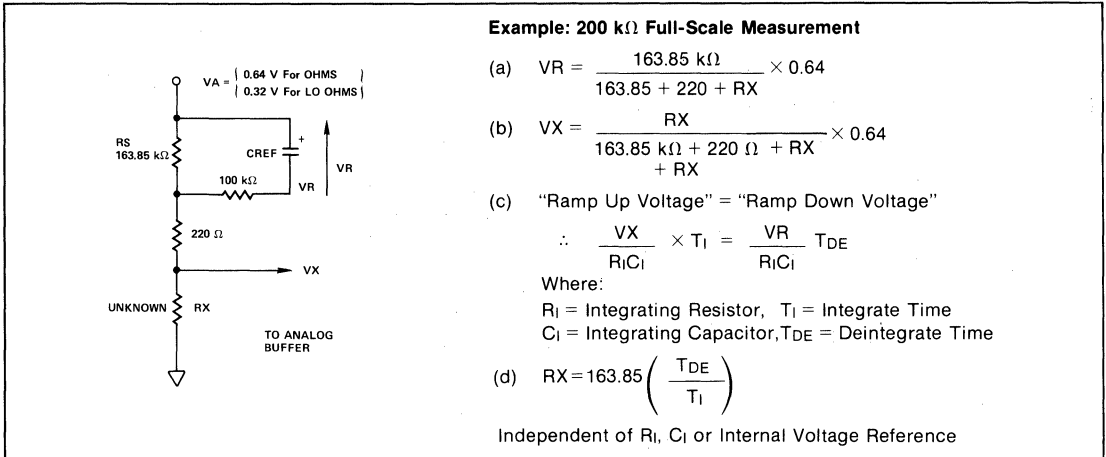 VA = { 0.64 V For OHMS
0.32 V For LO OHMS }
RS
163.85 kΩ
CREF
+
VR
100 kΩ
VR
220 Ω
VX
UNKNOWN
RX
TO ANALOG
BUFFER
Example: 200 kΩ Full-Scale Measurement
(a) VR = 163.85 kΩ / 163.85 + 220 + RX × 0.64
(b) VX = RX / 163.85 kΩ + 220 Ω + RX + RX × 0.64
(c) "Ramp Up Voltage" = "Ramp Down Voltage"
∴ VX / RICI × TI = VR / RICI TDE
Where:
RI = Integrating Resistor, TI = Integrate Time
CI = Integrating Capacitor, TDE = Deintegrate Time
(d) RX = 163.85 ( TDE / TI )
Independent of RI, CI or Internal Voltage Reference